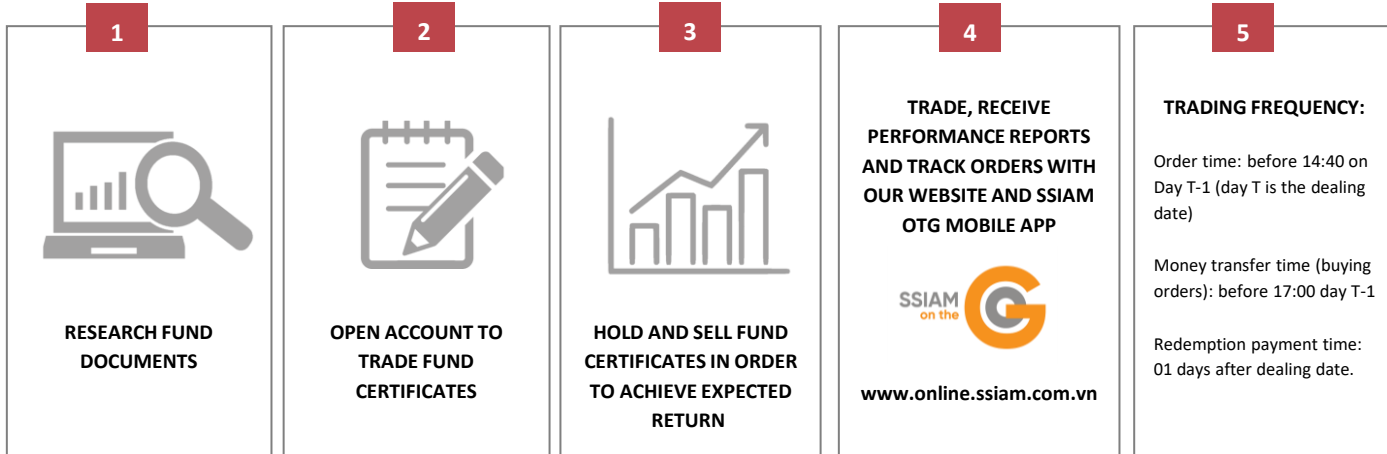 1
RESEARCH FUND
DOCUMENTS
2
OPEN ACCOUNT TO
TRADE FUND
CERTIFICATES
3
HOLD AND SELL FUND
CERTIFICATES IN ORDER
TO ACHIEVE EXPECTED
RETURN
4
TRADE, RECEIVE
PERFORMANCE REPORTS
AND TRACK ORDERS WITH
OUR WEBSITE AND SSIAM
OTG MOBILE APP
SSIAM
on the
G
www.online.ssiam.com.vn
5
TRADING FREQUENCY:
Order time: before 14:40 on
Day T-1 (day T is the dealing
date)
Money transfer time (buying
orders): before 17:00 day T-1
Redemption payment time:
01 days after dealing date.